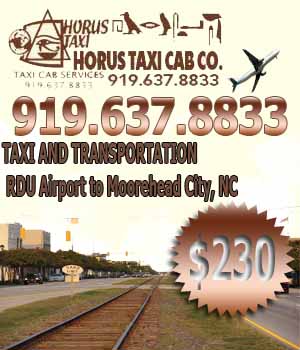 HORUS
TAXI
HORUS TAXI CAB CO.
TAXI CAB SERVICES
919.637.8833
919.637.8833
919.637.8833
TAXI AND TRANSPORTATION
RDU Airport to Moorehead City, NC
$230